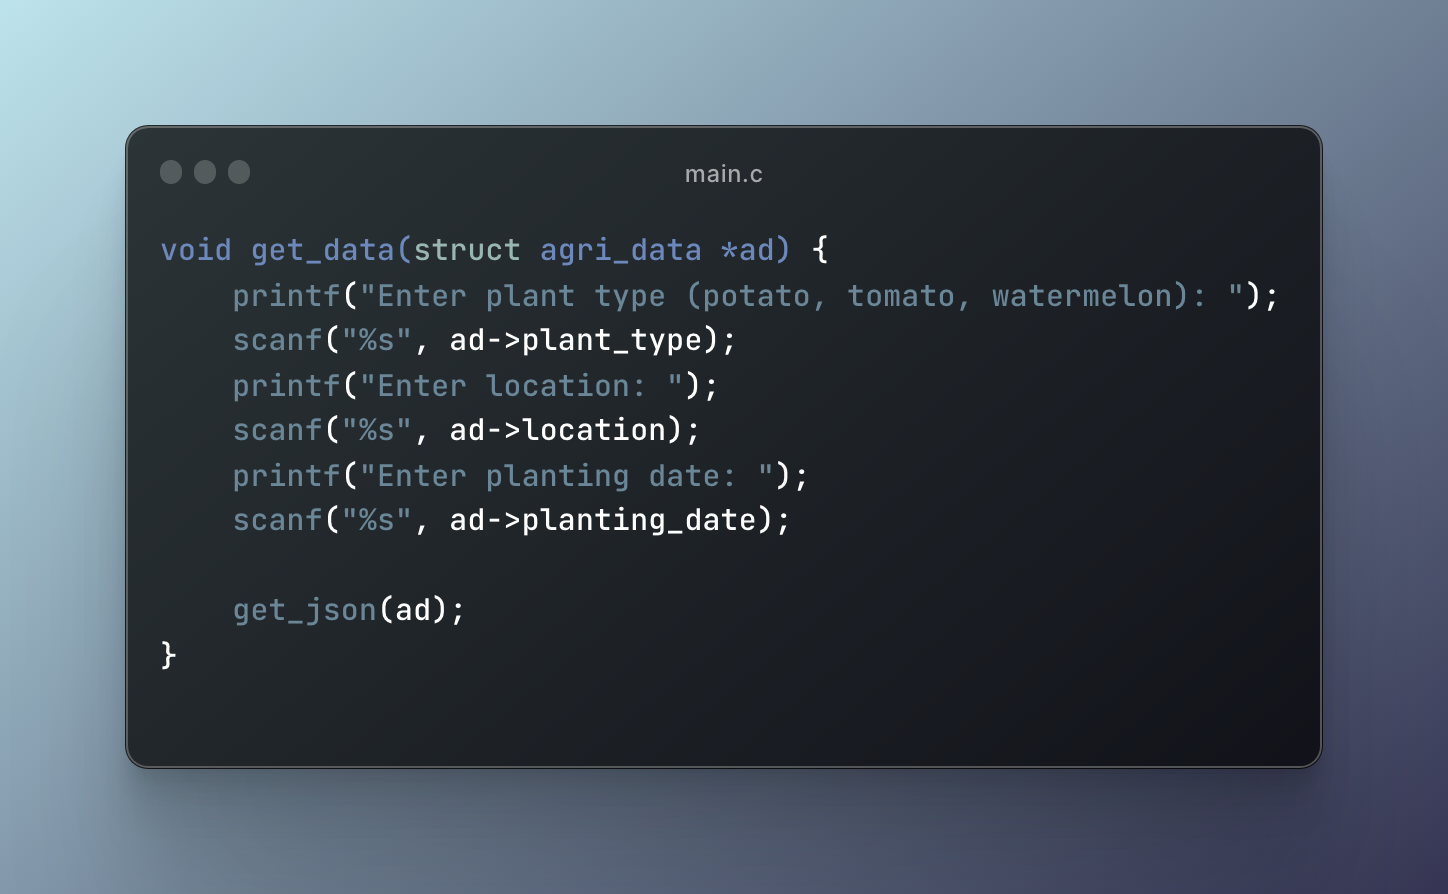 main.c
void get_data(struct agri_data *ad) {
    printf("Enter plant type (potato, tomato, watermelon): ");
    scanf("%s", ad->plant_type);
    printf("Enter location: ");
    scanf("%s", ad->location);
    printf("Enter planting date: ");
    scanf("%s", ad->planting_date);
    get_json(ad);
}